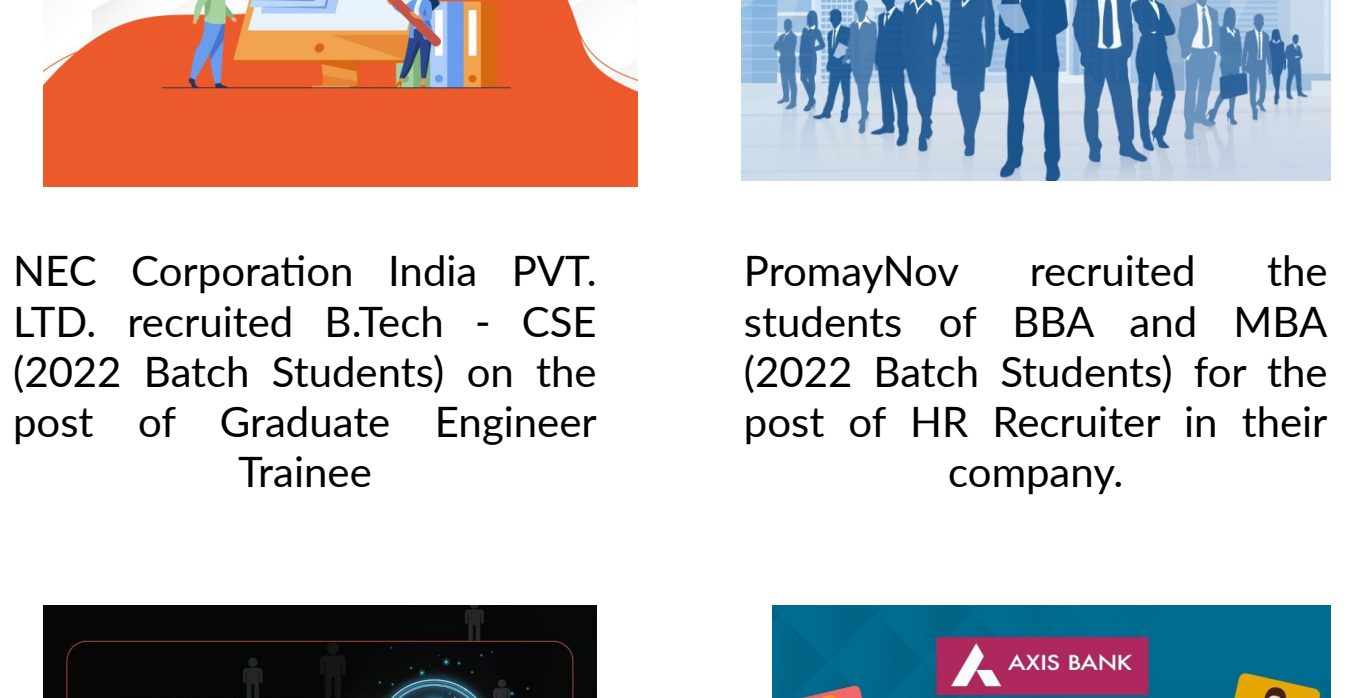 NEC Corporation India PVT.
LTD. recruited B.Tech - CSE
(2022 Batch Students) on the
post of Graduate Engineer
Trainee
PromayNov recruited the
students of BBA and MBA
(2022 Batch Students) for the
post of HR Recruiter in their
company.
AXIS BANK